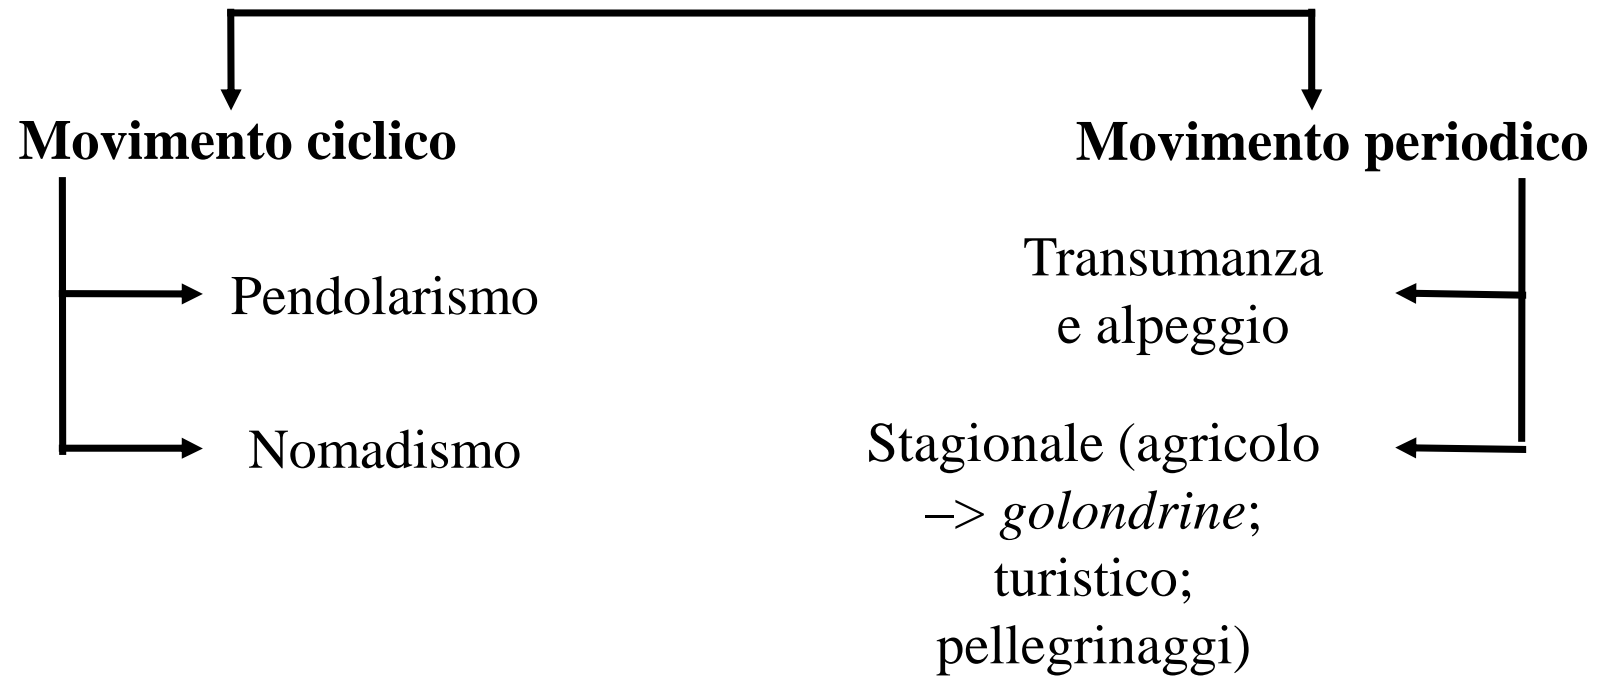 Movimento ciclico
Pendolarismo
Nomadismo
Movimento periodico
Transumanza
e alpeggio
Stagionale (agricolo
–> golondrine;
turistico;
pellegrinaggi)